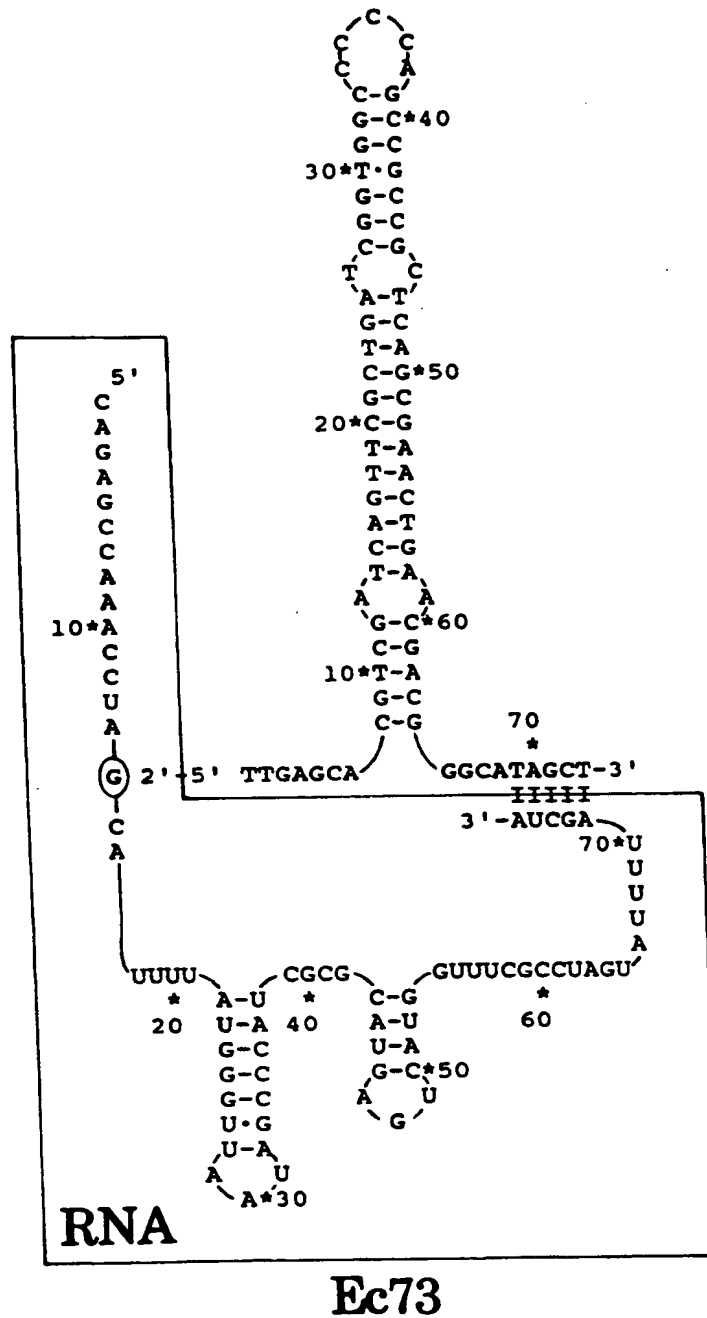 C
C C
C A
C-G
G-C*40
G-C
30*T·G
G-C
G-C
C-G
T C
A-T
G-C
T-A
C-G*50
G-C
20*C-G
T-A
T-A
G-C
A-T
C-G
T-A
A A
G-C*60
C-G
10*T-A
G-C
C-G
5'
C
A
G
A
G
C
C
A
A
10*A
C
C
U
A
G 2'-5' TTGAGCA GGCATAGCT-3'
70
*
IIIII
3'-AUCGA
C
A
70*U
U
U
U
A
UUUU CGCG GUUUCGCCUAGU
* * *
20 40 60
A-U C-G
U-A A-U
G-C U-A
G-C G C*50
G-C A U
U·G G
U-A
A U
A*30
RNA
Ec73